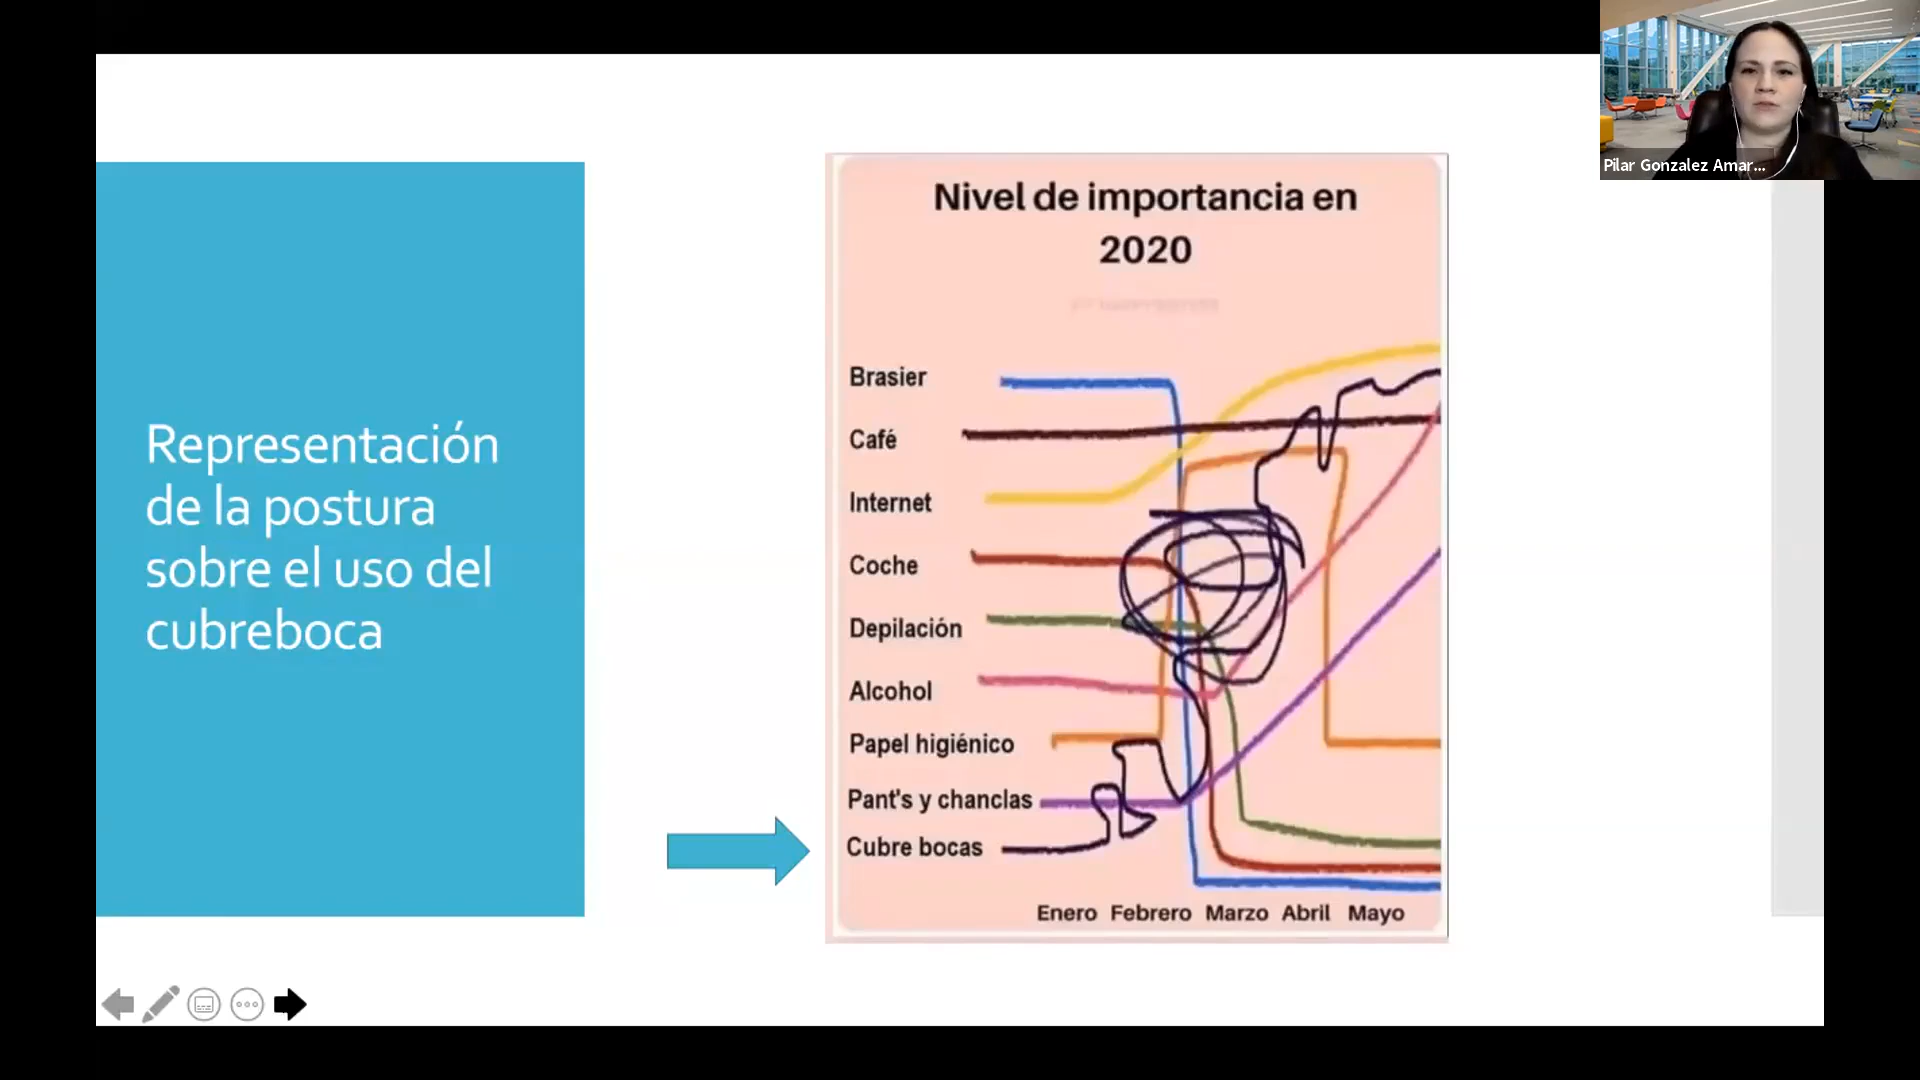 Pilar Gonzalez Amar...
Representación
de la postura
sobre el uso del
cubreboca
Nivel de importancia en
2020
Brasier
Café
Internet
Coche
Depilación
Alcohol
Papel higiénico
Pant's y chanclas
Cubre bocas
Enero Febrero Marzo Abril Mayo